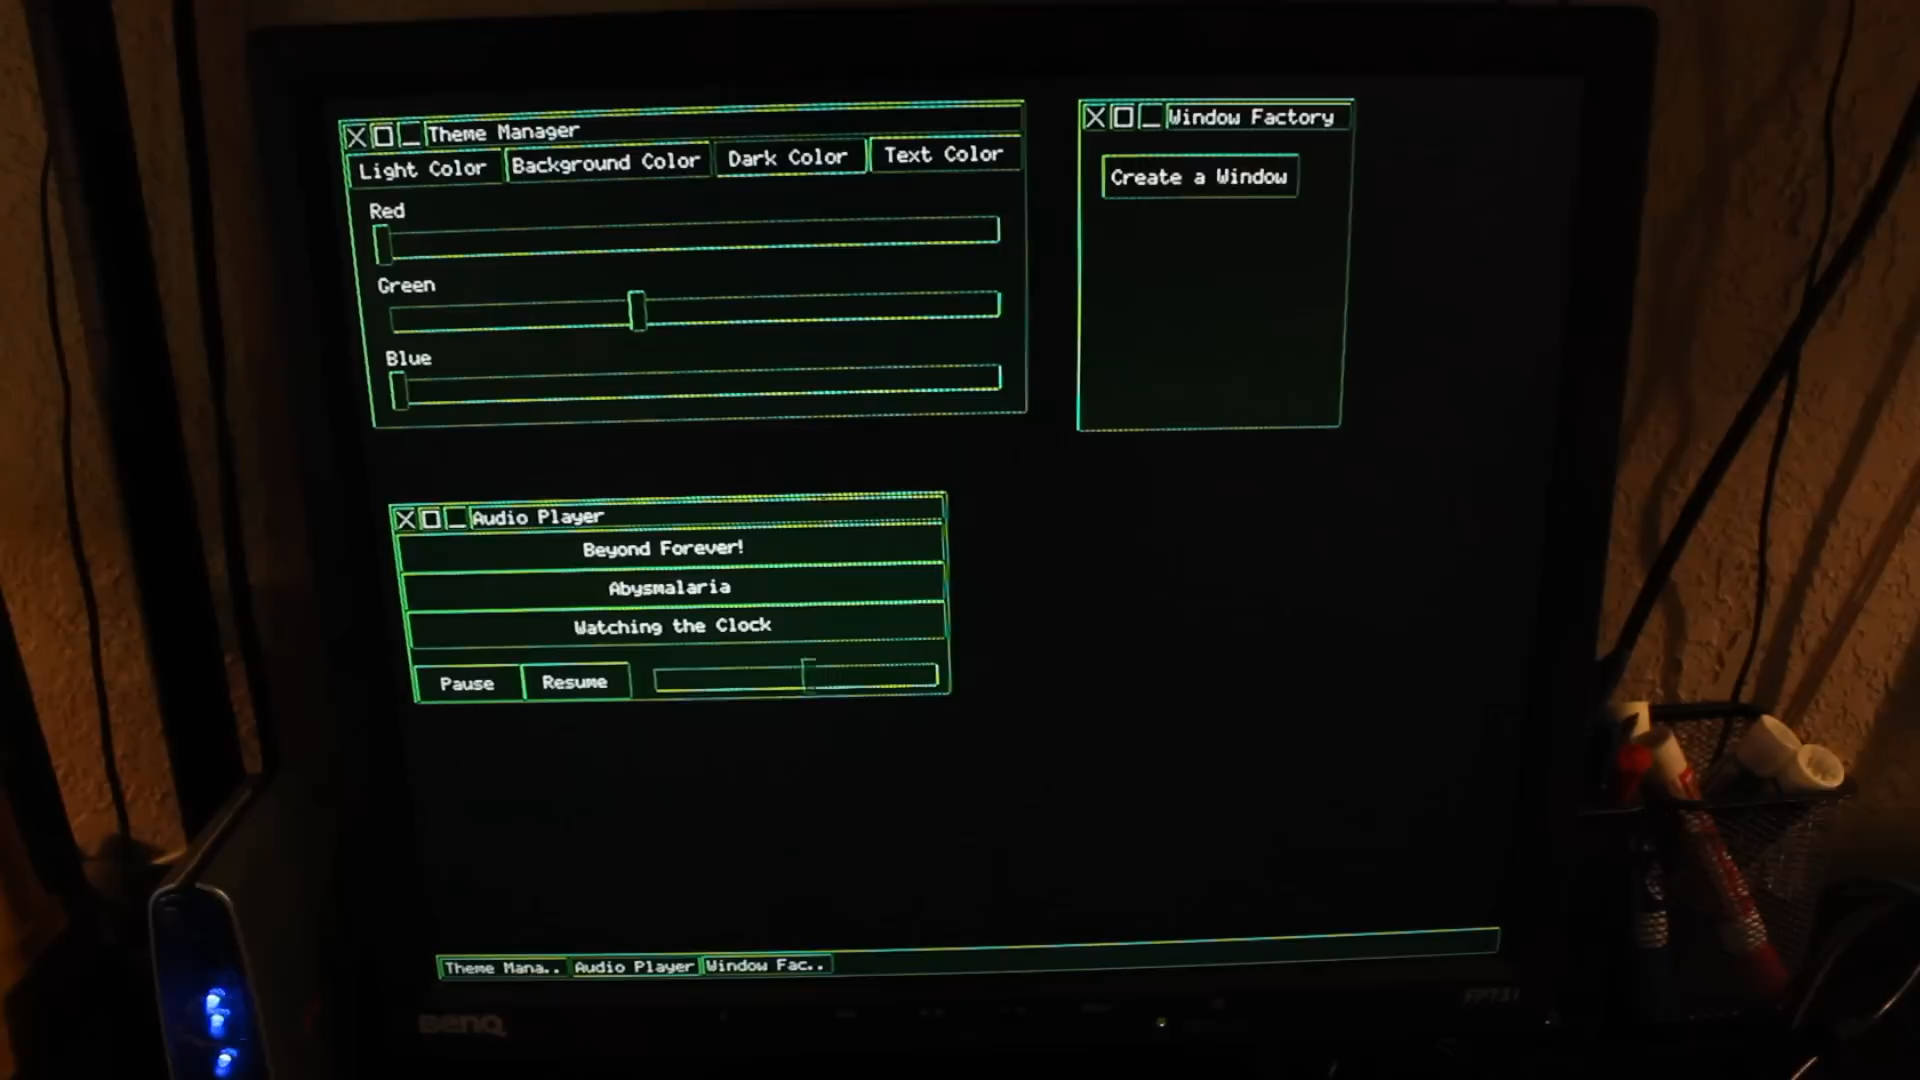 Theme Manager
Light Color Background Color Dark Color Text Color
Red
Green
Blue
Window Factory
Create a Window
Audio Player
Beyond Forever!
Abysmalaria
Watching the Clock
Pause Resume
Theme Mana.. Audio Player Window Fac..
BenQ